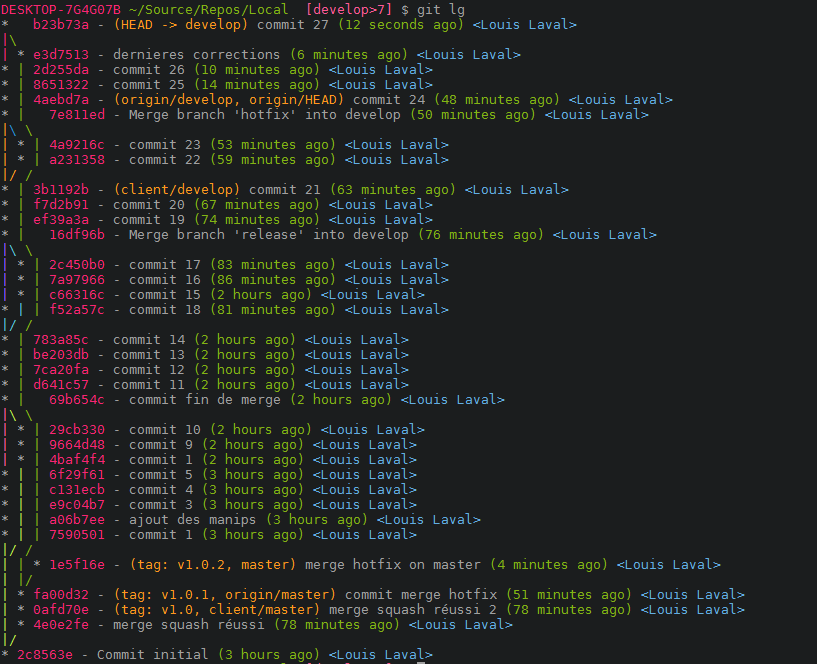 DESKTOP-7G4G07B ~/Source/Repos/Local [develop>7] $ git lg
* b23b73a - (HEAD -> develop) commit 27 (12 seconds ago) <Louis Laval>
|\
| * e3d7513 - dernieres corrections (6 minutes ago) <Louis Laval>
* | 2d255da - commit 26 (10 minutes ago) <Louis Laval>
* | 8651322 - commit 25 (14 minutes ago) <Louis Laval>
* | 4aebd7a - (origin/develop, origin/HEAD) commit 24 (48 minutes ago) <Louis Laval>
* | 7e811ed - Merge branch 'hotfix' into develop (50 minutes ago) <Louis Laval>
|\ \
| * | 4a9216c - commit 23 (53 minutes ago) <Louis Laval>
| * | a231358 - commit 22 (59 minutes ago) <Louis Laval>
|/ /
* | 3b1192b - (client/develop) commit 21 (63 minutes ago) <Louis Laval>
* | f7d2b91 - commit 20 (67 minutes ago) <Louis Laval>
* | ef39a3a - commit 19 (74 minutes ago) <Louis Laval>
* | 16df96b - Merge branch 'release' into develop (76 minutes ago) <Louis Laval>
|\ \
| * | 2c450b0 - commit 17 (83 minutes ago) <Louis Laval>
| * | 7a97966 - commit 16 (86 minutes ago) <Louis Laval>
| * | c66316c - commit 15 (2 hours ago) <Louis Laval>
* | | f52a57c - commit 18 (81 minutes ago) <Louis Laval>
|/ /
* | 783a85c - commit 14 (2 hours ago) <Louis Laval>
* | be203db - commit 13 (2 hours ago) <Louis Laval>
* | 7ca20fa - commit 12 (2 hours ago) <Louis Laval>
* | d641c57 - commit 11 (2 hours ago) <Louis Laval>
* | 69b654c - commit fin de merge (2 hours ago) <Louis Laval>
|\ \
| * | 29cb330 - commit 10 (2 hours ago) <Louis Laval>
| * | 9664d48 - commit 9 (2 hours ago) <Louis Laval>
| * | 4baf4f4 - commit 1 (2 hours ago) <Louis Laval>
* | | 6f29f61 - commit 5 (3 hours ago) <Louis Laval>
* | | c131ecb - commit 4 (3 hours ago) <Louis Laval>
* | | e9c04b7 - commit 3 (3 hours ago) <Louis Laval>
* | | a06b7ee - ajout des manips (3 hours ago) <Louis Laval>
* | | 7590501 - commit 1 (3 hours ago) <Louis Laval>
|/ /
| | * 1e5f16e - (tag: v1.0.2, master) merge hotfix on master (4 minutes ago) <Louis Laval>
| |/
| * fa00d32 - (tag: v1.0.1, origin/master) commit merge hotfix (51 minutes ago) <Louis Laval>
| * 0afd70e - (tag: v1.0, client/master) merge squash réussi 2 (78 minutes ago) <Louis Laval>
| * 4e0e2fe - merge squash réussi (78 minutes ago) <Louis Laval>
|/
* 2c8563e - Commit initial (3 hours ago) <Louis Laval>